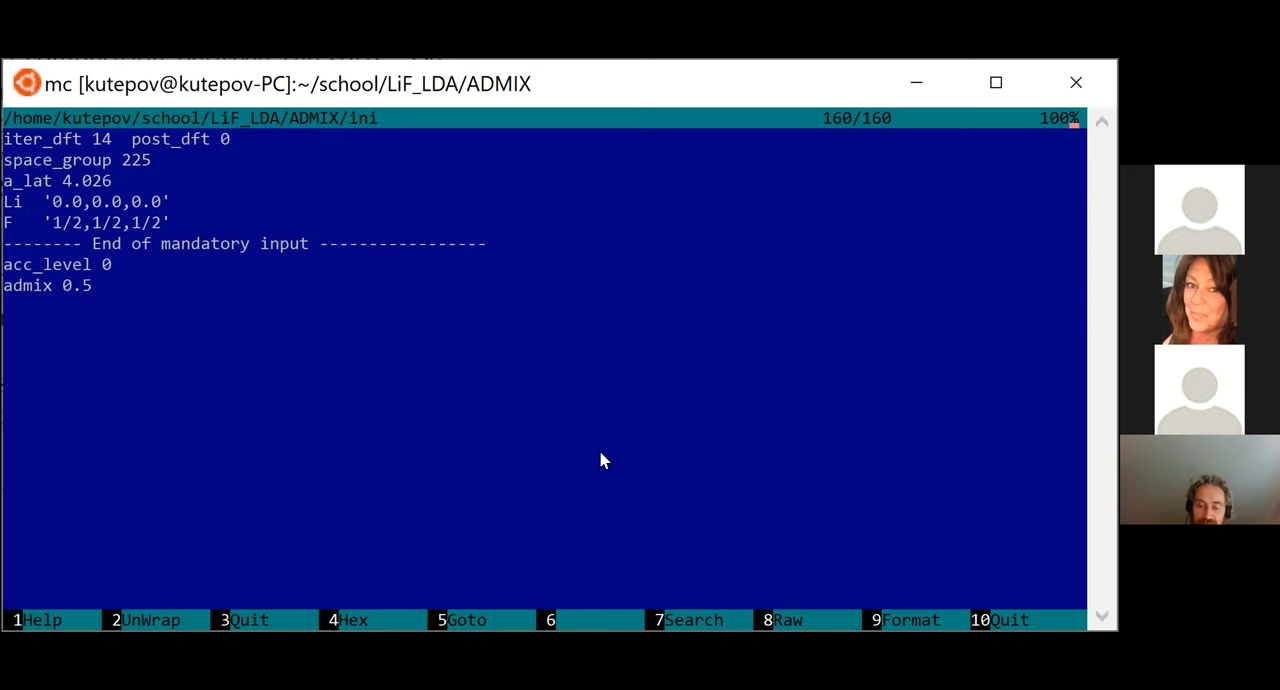 mc [kutepov@kutepov-PC]:~/school/LiF_LDA/ADMIX
/home/kutepov/school/LiF_LDA/ADMIX/ini 160/160 100%
iter_dft 14  post_dft 0
space_group 225
a_lat 4.026
Li  '0.0,0.0,0.0'
F   '1/2,1/2,1/2'
-------- End of mandatory input -----------------
acc_level 0
admix 0.5
1Help 2UnWrap 3Quit 4Hex 5Goto 6 7Search 8Raw 9Format 10Quit